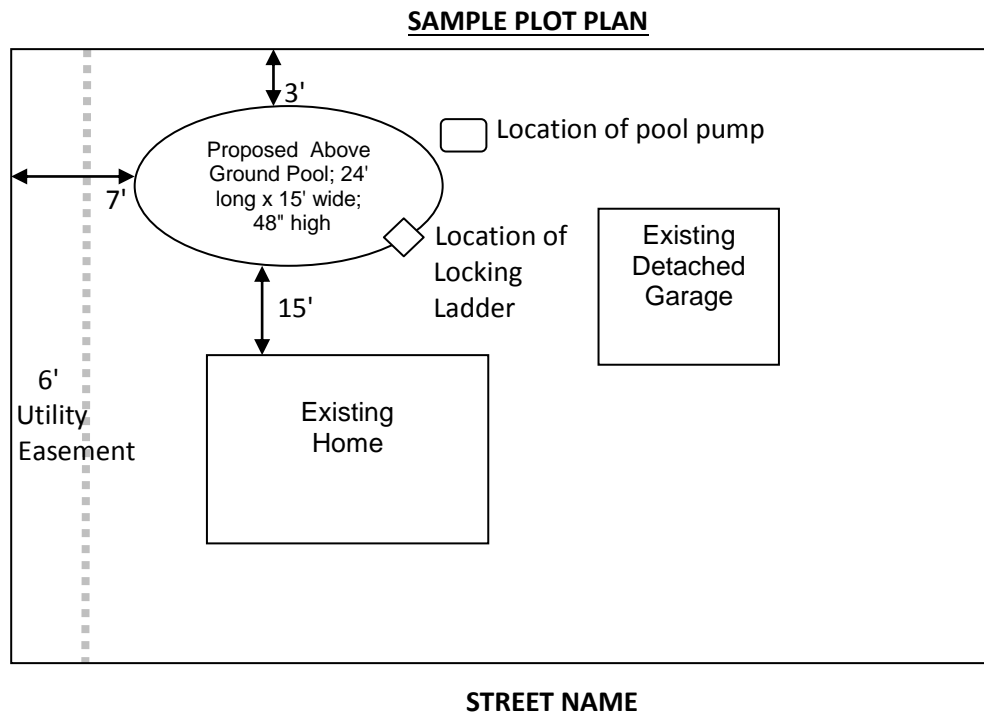 SAMPLE PLOT PLAN
3'
Location of pool pump
Proposed Above
Ground Pool; 24'
long x 15' wide;
48" high
7'
Location of
Locking
Ladder
Existing
Detached
Garage
15'
6'
Utility
Easement
Existing
Home
STREET NAME